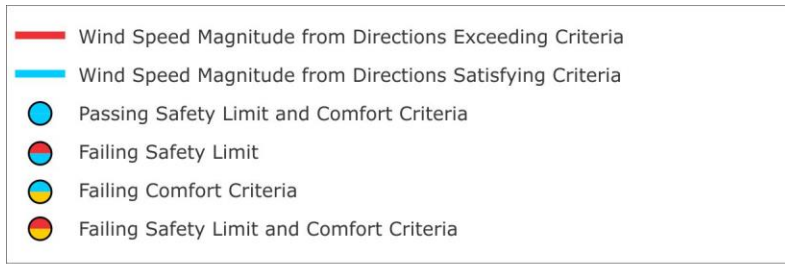 Wind Speed Magnitude from Directions Exceeding Criteria
Wind Speed Magnitude from Directions Satisfying Criteria
Passing Safety Limit and Comfort Criteria
Failing Safety Limit
Failing Comfort Criteria
Failing Safety Limit and Comfort Criteria